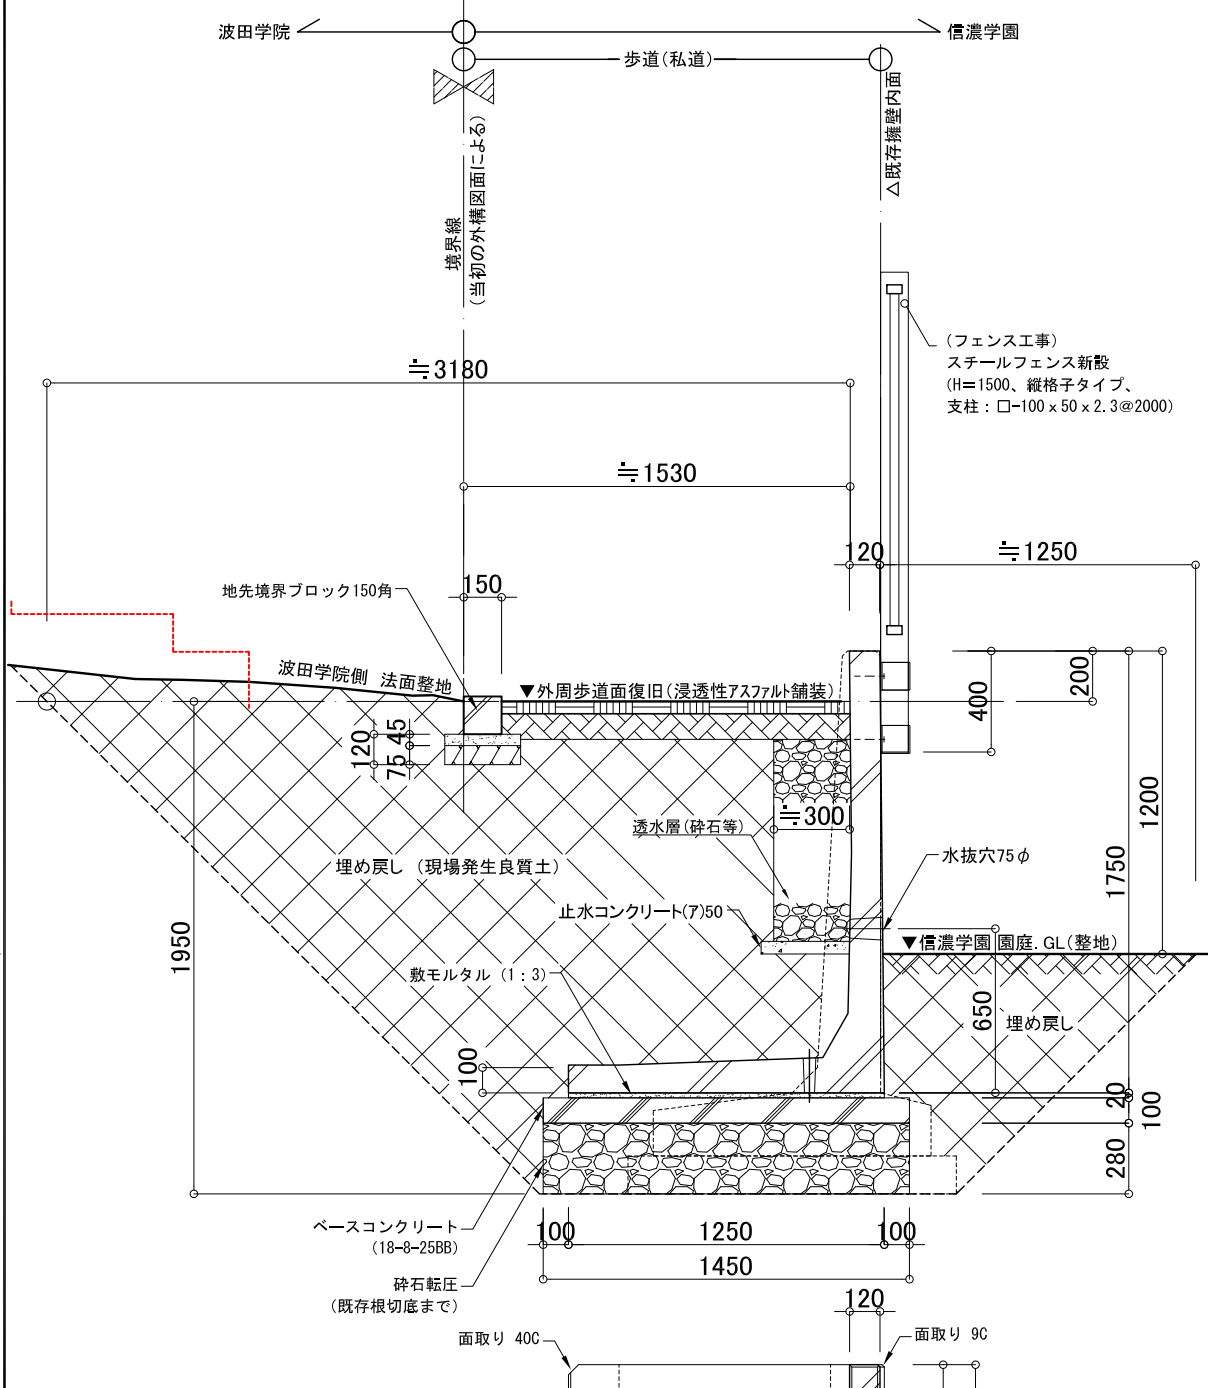 波田学院
信濃学園
歩道(私道)
境界線
(当初の外構図面による)
△既存擁壁内面
(フェンス工事)
スチールフェンス新設
(H=1500、縦格子タイプ、
支柱：□-100 x 50 x 2.3@2000)
≒3180
≒1530
120
≒1250
150
地先境界ブロック150角
波田学院側 法面整地
▼外周歩道面復旧(浸透性アスファルト舗装)
200
400
120
45
75
≒300
透水層(砕石等)
1200
1750
水抜穴75φ
埋め戻し (現場発生良質土)
止水コンクリート(ア)50
▼信濃学園 園庭.GL(整地)
1950
敷モルタル (1：3)
650
埋め戻し
100
20
100
280
ベースコンクリート
(18-8-25BB)
100
1250
100
1450
砕石転圧
(既存根切底まで)
120
面取り 40C
面取り 9C